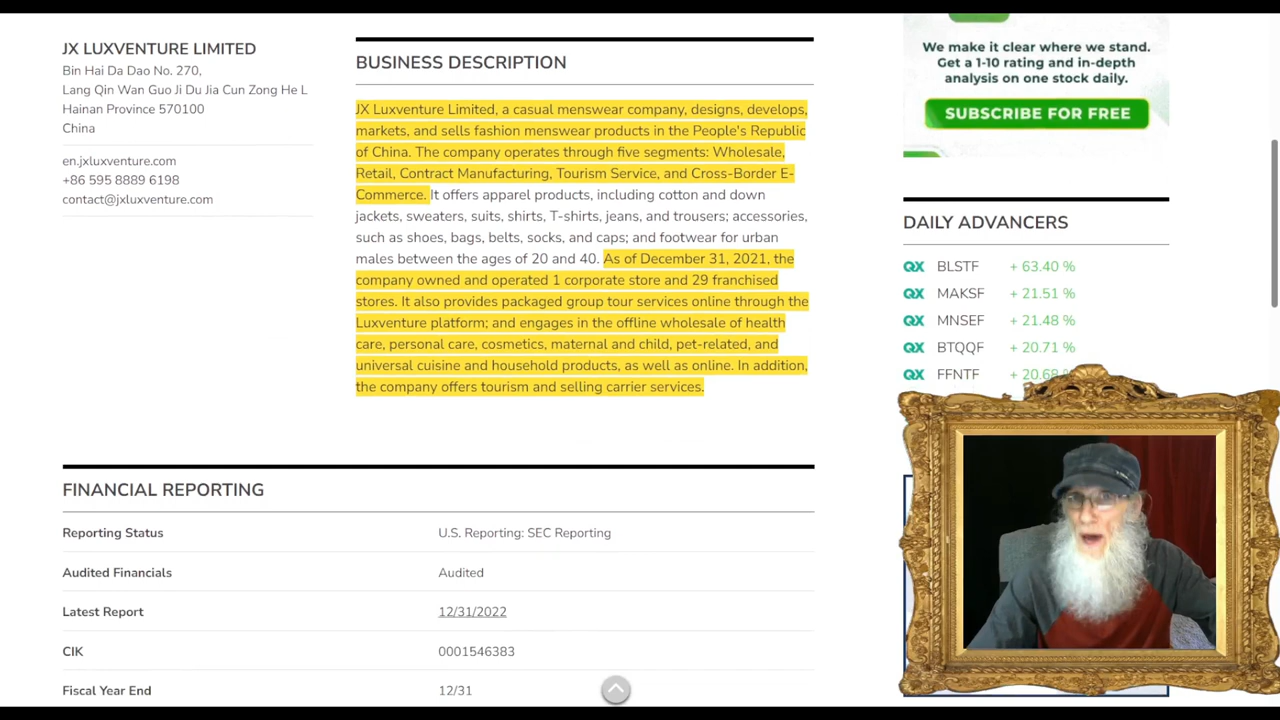 JX LUXVENTURE LIMITED
Bin Hai Da Dao No. 270,
Lang Qin Wan Guo Ji Du Jia Cun Zong He L
Hainan Province 570100
China
en.jxluxventure.com
+86 595 8889 6198
contact@jxluxventure.com
BUSINESS DESCRIPTION
JX Luxventure Limited, a casual menswear company, designs, develops,
markets, and sells fashion menswear products in the People's Republic
of China. The company operates through five segments: Wholesale,
Retail, Contract Manufacturing, Tourism Service, and Cross-Border E-
Commerce. It offers apparel products, including cotton and down
jackets, sweaters, suits, shirts, T-shirts, jeans, and trousers; accessories,
such as shoes, bags, belts, socks, and caps; and footwear for urban
males between the ages of 20 and 40. As of December 31, 2021, the
company owned and operated 1 corporate store and 29 franchised
stores. It also provides packaged group tour services online through the
Luxventure platform; and engages in the offline wholesale of health
care, personal care, cosmetics, maternal and child, pet-related, and
universal cuisine and household products, as well as online. In addition,
the company offers tourism and selling carrier services.
FINANCIAL REPORTING
Reporting Status U.S. Reporting: SEC Reporting
Audited Financials Audited
Latest Report 12/31/2022
CIK 0001546383
Fiscal Year End 12/31
We make it clear where we stand.
Get a 1-10 rating and in-depth
analysis on one stock daily.
SUBSCRIBE FOR FREE
DAILY ADVANCERS
QX BLSTF + 63.40 %
QX MAKSF + 21.51 %
QX MNSEF + 21.48 %
QX BTQQF + 20.71 %
QX FFNTF + 20.68